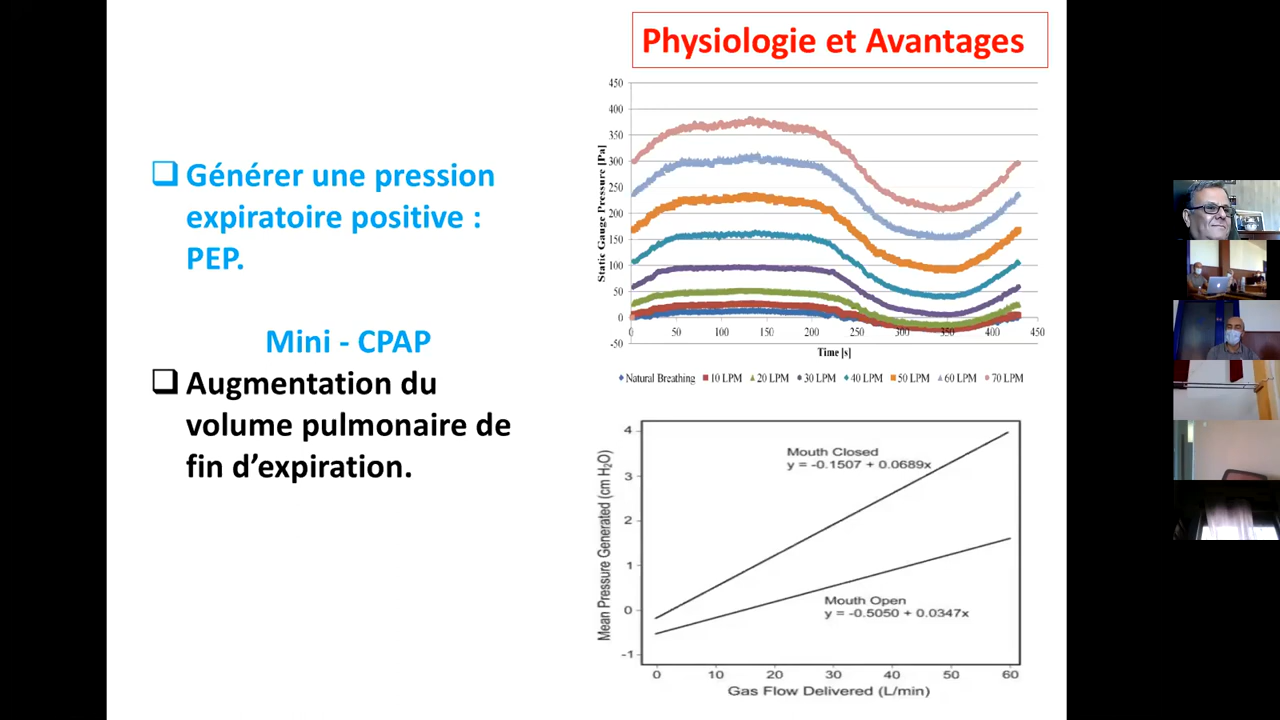 Physiologie et Avantages
❑ Générer une pression
expiratoire positive :
PEP.
Mini - CPAP
❑ Augmentation du
volume pulmonaire de
fin d’expiration.
Static Gauge Pressure [Pa]
450
400
350
300
250
200
150
100
50
0
-50
0 50 100 150 200 250 300 350 400 450
Time [s]
Natural Breathing 10 LPM 20 LPM 30 LPM 40 LPM 50 LPM 60 LPM 70 LPM
Mean Pressure Generated (cm H₂O)
4
3
2
1
0
-1
Mouth Closed
y = -0.1507 + 0.0689x
Mouth Open
y = -0.5050 + 0.0347x
0 10 20 30 40 50 60
Gas Flow Delivered (L/min)